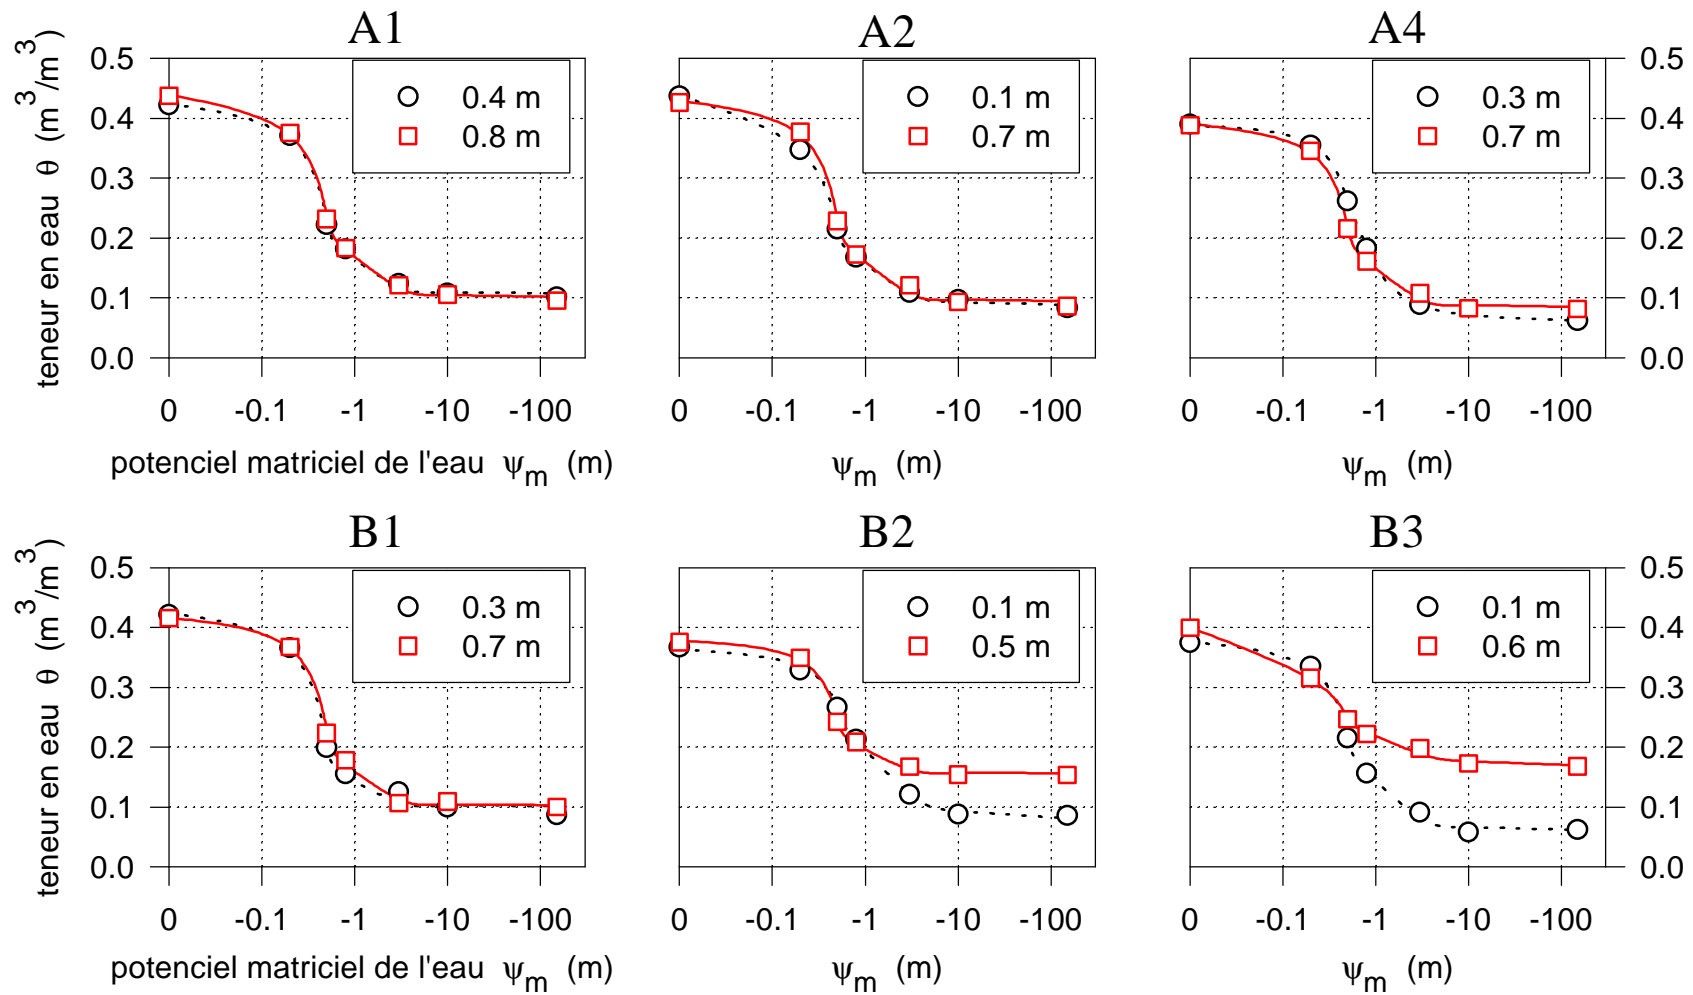 A1
A2
A4
teneur en eau θ (m³/m³)
0.5
0.4
0.3
0.2
0.1
0.0
0.4 m
0.8 m
0.1 m
0.7 m
0.3 m
0.7 m
0.5
0.4
0.3
0.2
0.1
0.0
0 -0.1 -1 -10 -100
0 -0.1 -1 -10 -100
0 -0.1 -1 -10 -100
potenciel matriciel de l'eau ψm (m)
ψm (m)
ψm (m)
B1
B2
B3
teneur en eau θ (m³/m³)
0.5
0.4
0.3
0.2
0.1
0.0
0.3 m
0.7 m
0.1 m
0.5 m
0.1 m
0.6 m
0.5
0.4
0.3
0.2
0.1
0.0
0 -0.1 -1 -10 -100
0 -0.1 -1 -10 -100
0 -0.1 -1 -10 -100
potenciel matriciel de l'eau ψm (m)
ψm (m)
ψm (m)